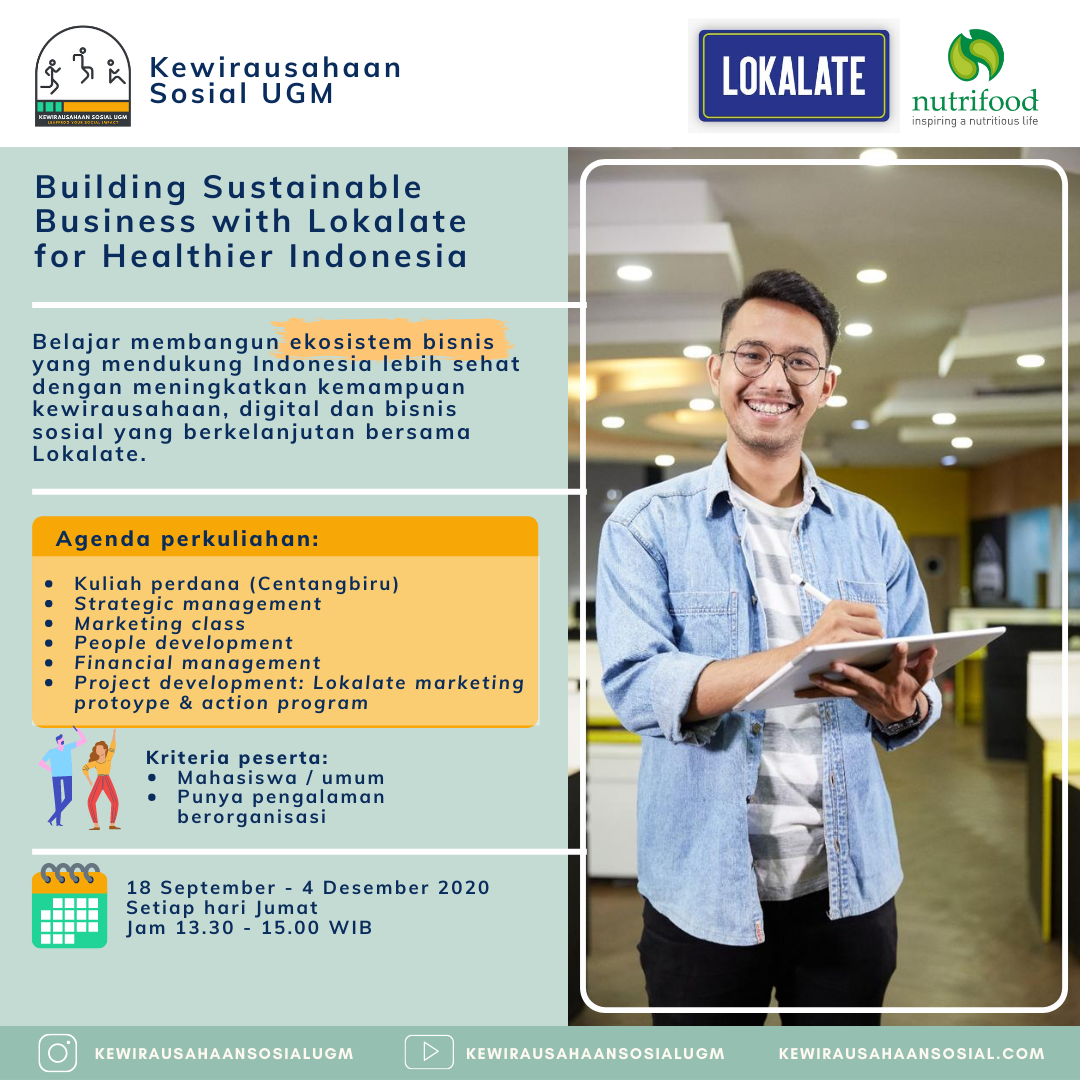 Kewirausahaan
Sosial UGM
KEWIRAUSAHAAN SOSIAL UGM
LOKALATE
nutrifood
inspiring a nutritious life
Building Sustainable
Business with Lokalate
for Healthier Indonesia
Belajar membangun ekosistem bisnis
yang mendukung Indonesia lebih sehat
dengan meningkatkan kemampuan
kewirausahaan, digital dan bisnis
sosial yang berkelanjutan bersama
Lokalate.
Agenda perkuliahan:
• Kuliah perdana (Centangbiru)
• Strategic management
• Marketing class
• People development
• Financial management
• Project development: Lokalate marketing
protoype & action program
Kriteria peserta:
• Mahasiswa / umum
• Punya pengalaman
berorganisasi
18 September - 4 Desember 2020
Setiap hari Jumat
Jam 13.30 - 15.00 WIB
KEWIRAUSAHAANSOSIALUGM
KEWIRAUSAHAANSOSIALUGM
KEWIRAUSAHAANSOSIAL.COM